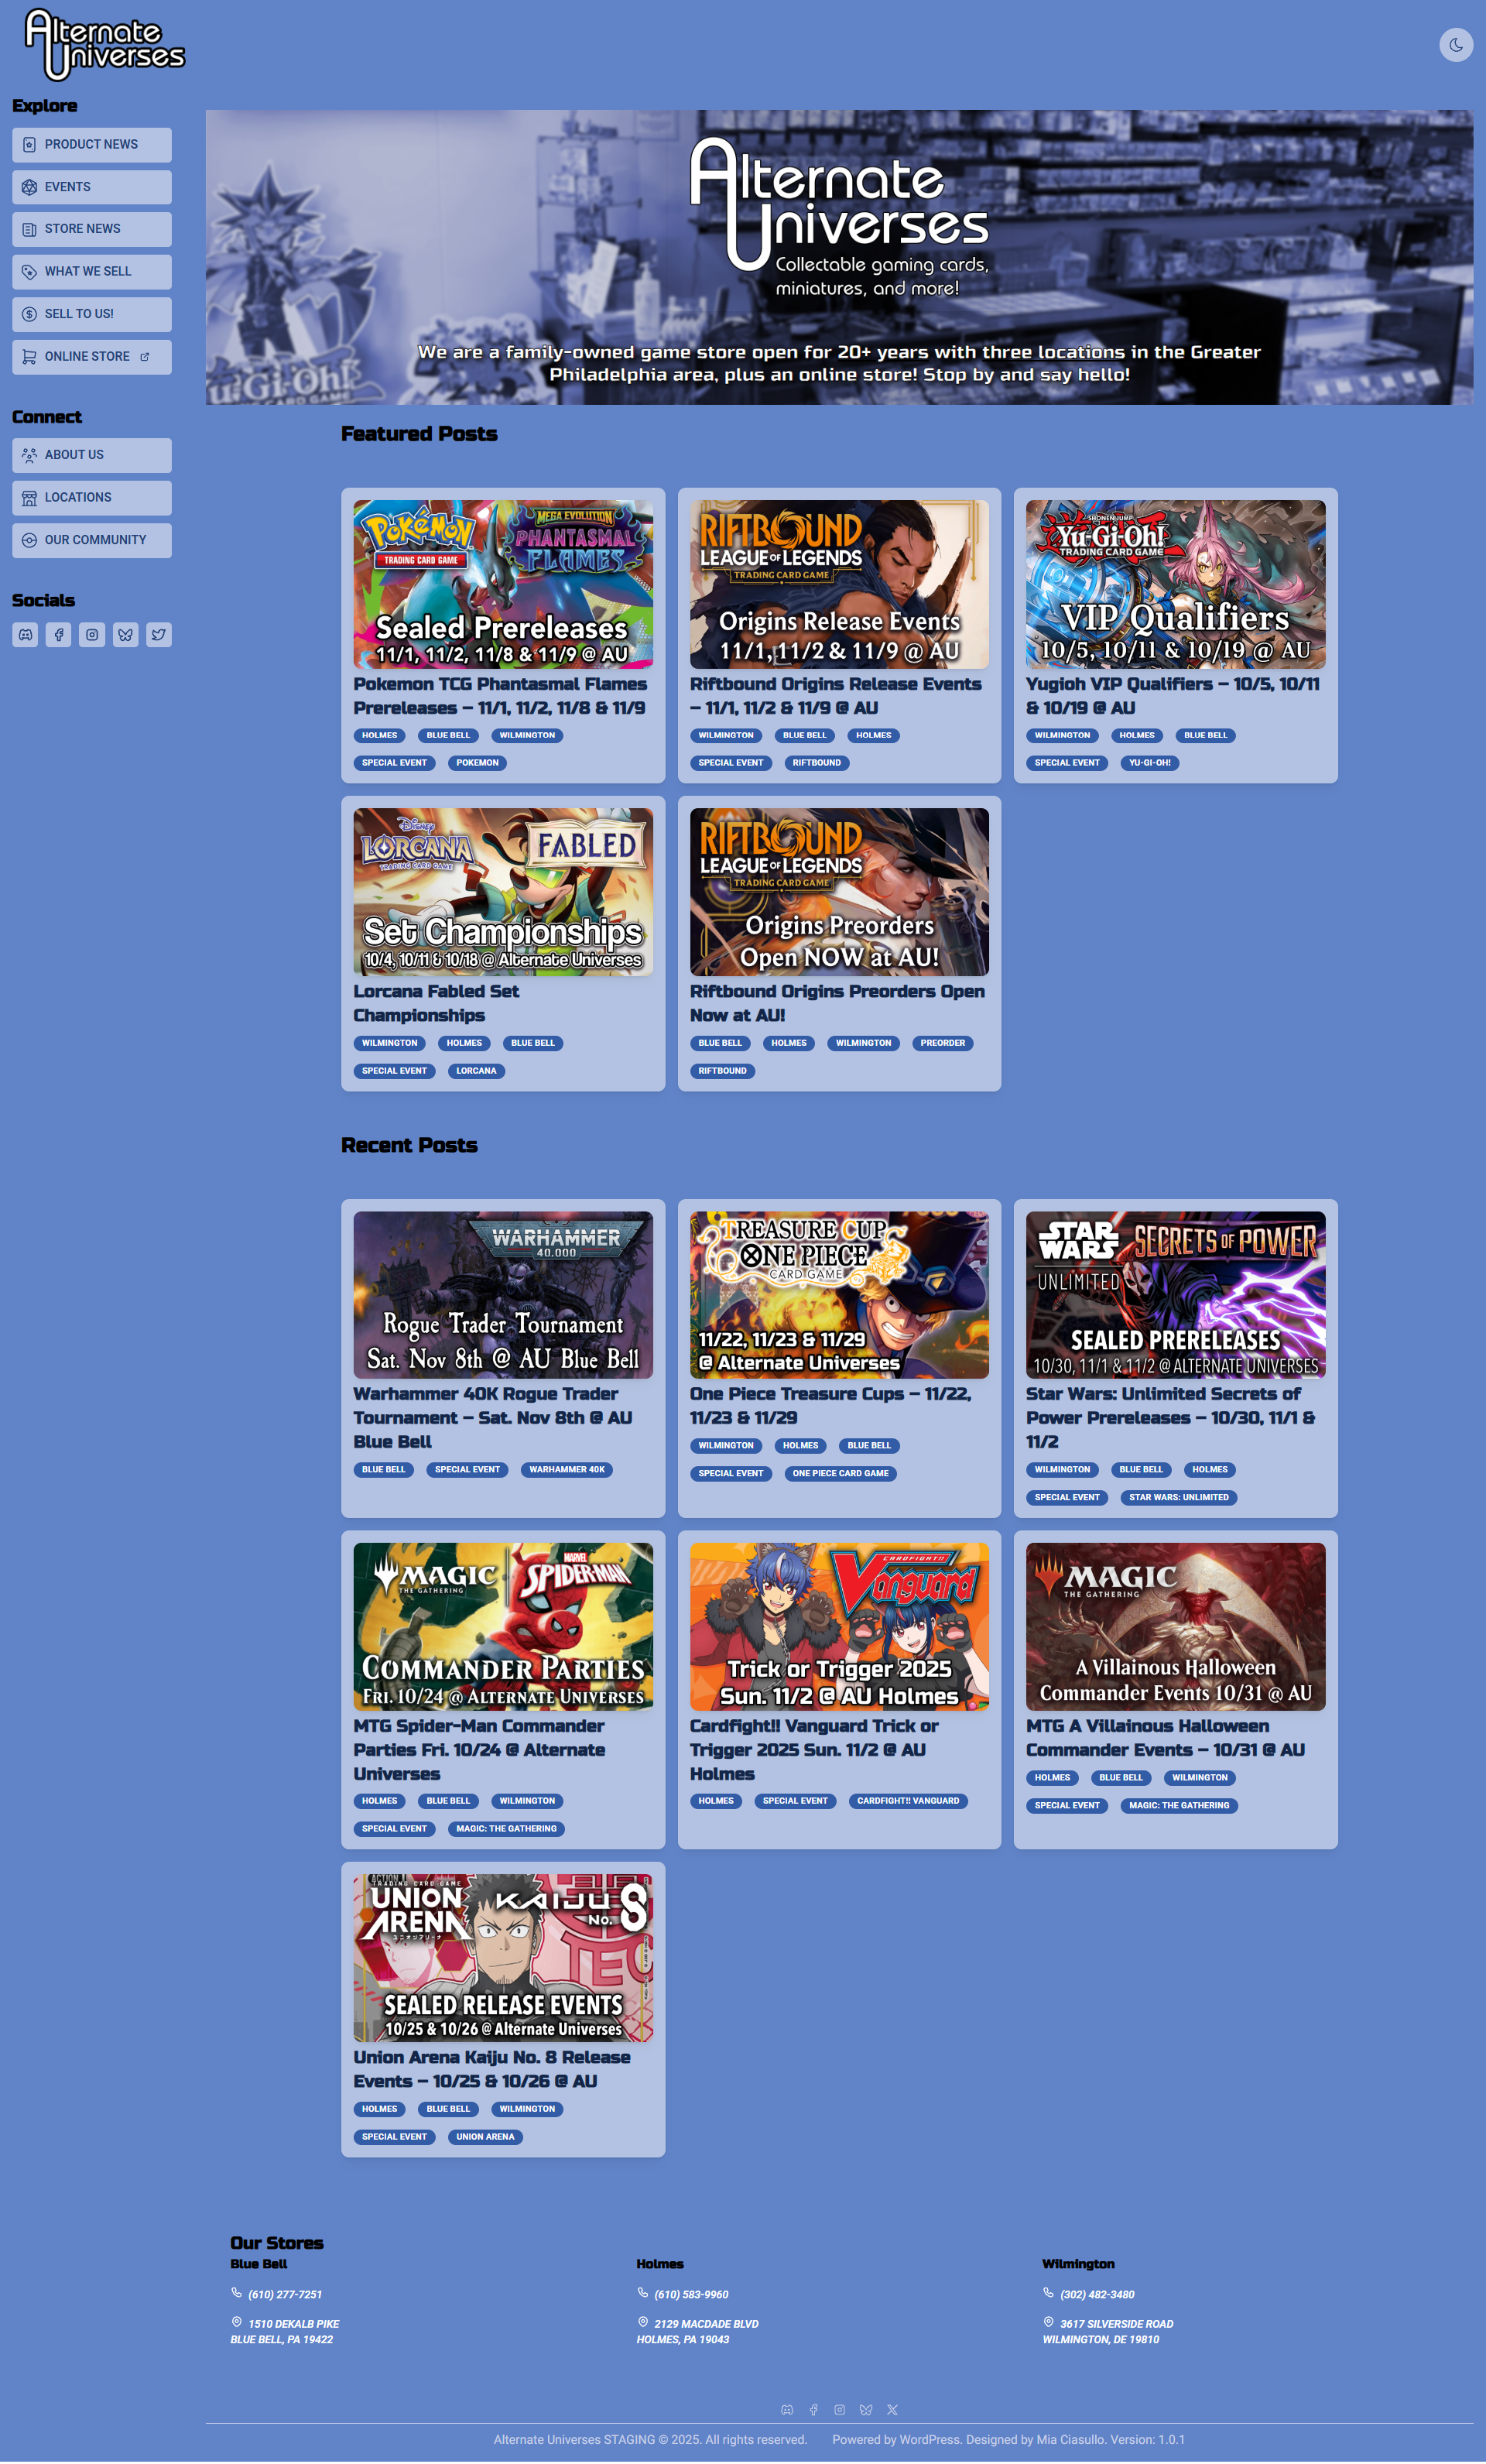 Alternate
Universes
Explore
PRODUCT NEWS
EVENTS
STORE NEWS
WHAT WE SELL
SELL TO US!
ONLINE STORE
Connect
ABOUT US
LOCATIONS
OUR COMMUNITY
Socials
Alternate
Universes
Collectable gaming cards,
miniatures, and more!
We are a family-owned game store open for 20+ years with three locations in the Greater
Philadelphia area, plus an online store! Stop by and say hello!
Featured Posts
POKÉMON
TRADING CARD GAME
MEGA EVOLUTION
PHANTASMAL
FLAMES
Sealed Prereleases
11/1, 11/2, 11/8 & 11/9 @ AU
Pokemon TCG Phantasmal Flames
Prereleases – 11/1, 11/2, 11/8 & 11/9
HOLMES BLUE BELL WILMINGTON
SPECIAL EVENT POKEMON
RIFTBOUND
LEAGUE OF LEGENDS
TRADING CARD GAME
Origins Release Events
11/1, 11/2 & 11/9 @ AU
Riftbound Origins Release Events
– 11/1, 11/2 & 11/9 @ AU
WILMINGTON BLUE BELL HOLMES
SPECIAL EVENT RIFTBOUND
SHONEN JUMP
Yu-Gi-Oh!
TRADING CARD GAME
VIP Qualifiers
10/5, 10/11 & 10/19 @ AU
Yugioh VIP Qualifiers – 10/5, 10/11
& 10/19 @ AU
WILMINGTON HOLMES BLUE BELL
SPECIAL EVENT YU-GI-OH!
Disney
LORCANA
TRADING CARD GAME
FABLED
Set Championships
10/4, 10/11 & 10/18 @ Alternate Universes
Lorcana Fabled Set
Championships
WILMINGTON HOLMES BLUE BELL
SPECIAL EVENT LORCANA
RIFTBOUND
LEAGUE OF LEGENDS
TRADING CARD GAME
Origins Preorders
Open NOW at AU!
Riftbound Origins Preorders Open
Now at AU!
BLUE BELL HOLMES WILMINGTON PREORDER
RIFTBOUND
Recent Posts
WARHAMMER
40,000
Rogue Trader Tournament
Sat. Nov 8th @ AU Blue Bell
Warhammer 40K Rogue Trader
Tournament – Sat. Nov 8th @ AU
Blue Bell
BLUE BELL SPECIAL EVENT WARHAMMER 40K
TREASURE CUP
ONE PIECE
CARD GAME
11/22, 11/23 & 11/29
@ Alternate Universes
One Piece Treasure Cups – 11/22,
11/23 & 11/29
WILMINGTON HOLMES BLUE BELL
SPECIAL EVENT ONE PIECE CARD GAME
STAR WARS
UNLIMITED
SECRETS OF POWER
SEALED PRERELEASES
10/30, 11/1 & 11/2 @ ALTERNATE UNIVERSES
Star Wars: Unlimited Secrets of
Power Prereleases – 10/30, 11/1 &
11/2
WILMINGTON BLUE BELL HOLMES
SPECIAL EVENT STAR WARS: UNLIMITED
MAGIC
THE GATHERING
MARVEL
SPIDER-MAN
COMMANDER PARTIES
FRI. 10/24 @ ALTERNATE UNIVERSES
MTG Spider-Man Commander
Parties Fri. 10/24 @ Alternate
Universes
HOLMES BLUE BELL WILMINGTON
SPECIAL EVENT MAGIC: THE GATHERING
CARDFIGHT!!
Vanguard
Trick or Trigger 2025
Sun. 11/2 @ AU Holmes
Cardfight!! Vanguard Trick or
Trigger 2025 Sun. 11/2 @ AU
Holmes
HOLMES SPECIAL EVENT CARDFIGHT!! VANGUARD
MAGIC
THE GATHERING
A Villainous Halloween
Commander Events 10/31 @ AU
MTG A Villainous Halloween
Commander Events – 10/31 @ AU
HOLMES BLUE BELL WILMINGTON
SPECIAL EVENT MAGIC: THE GATHERING
TRADING CARD GAME
UNION
ARENA
ユニオンアリーナ
KAIJU
No. 8
SEALED RELEASE EVENTS
10/25 & 10/26 @ Alternate Universes
Union Arena Kaiju No. 8 Release
Events – 10/25 & 10/26 @ AU
HOLMES BLUE BELL WILMINGTON
SPECIAL EVENT UNION ARENA
Our Stores
Blue Bell
(610) 277-7251
1510 DEKALB PIKE
BLUE BELL, PA 19422
Holmes
(610) 583-9960
2129 MACDADE BLVD
HOLMES, PA 19043
Wilmington
(302) 482-3480
3617 SILVERSIDE ROAD
WILMINGTON, DE 19810
Alternate Universes STAGING © 2025. All rights reserved. Powered by WordPress. Designed by Mia Ciasullo. Version: 1.0.1